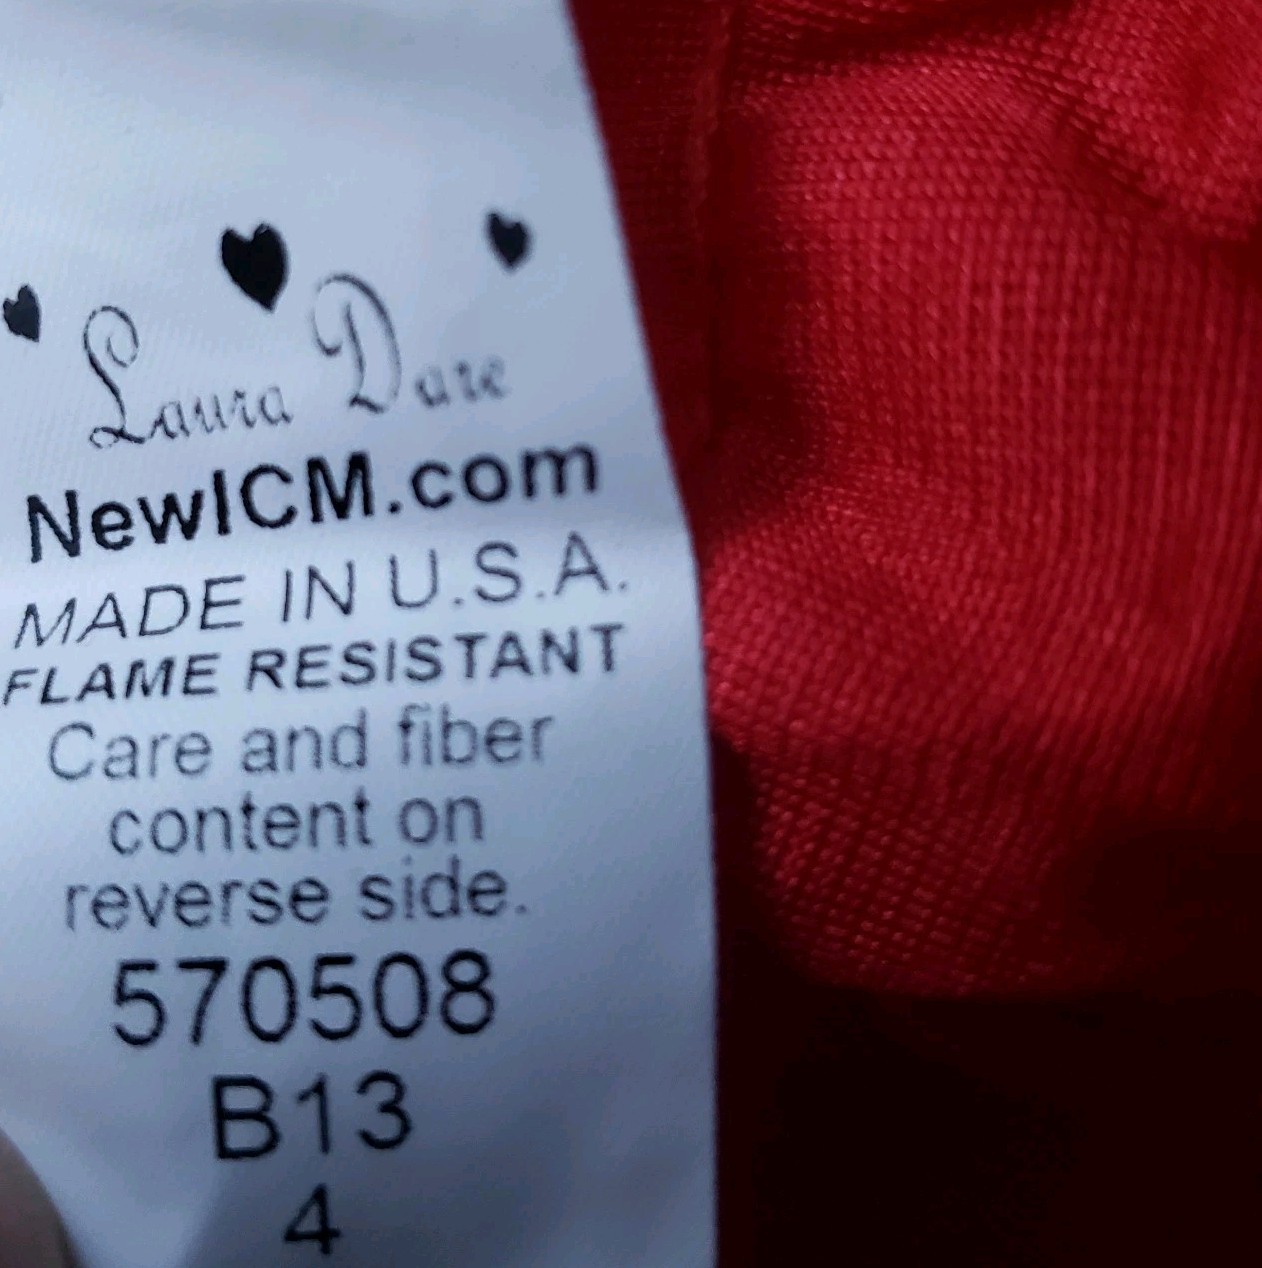 Laura Dare
NewICM.com
MADE IN U.S.A.
FLAME RESISTANT
Care and fiber
content on
reverse side.
570508
B13
4